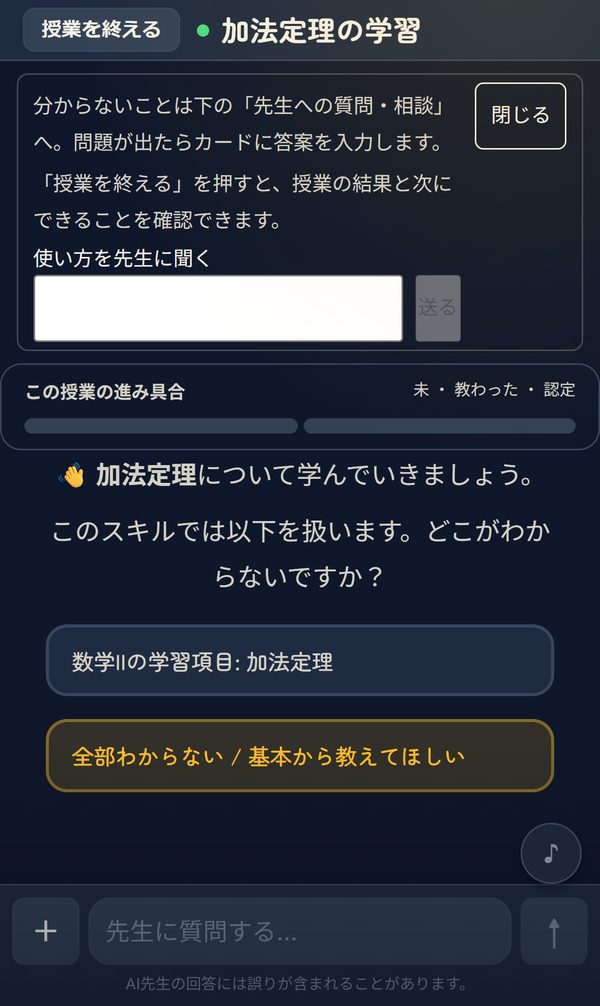 授業を終える
加法定理の学習
分からないことは下の「先生への質問・相談」
へ。問題が出たらカードに答案を入力します。
閉じる
「授業を終える」を押すと、授業の結果と次に
できることを確認できます。
使い方を先生に聞く
送る
この授業の進み具合
未 ・ 教わった ・ 認定
👋 加法定理について学んでいきましょう。
このスキルでは以下を扱います。どこがわか
らないですか？
数学IIの学習項目: 加法定理
全部わからない / 基本から教えてほしい
♪
+
先生に質問する...
↑
AI先生の回答には誤りが含まれることがあります。